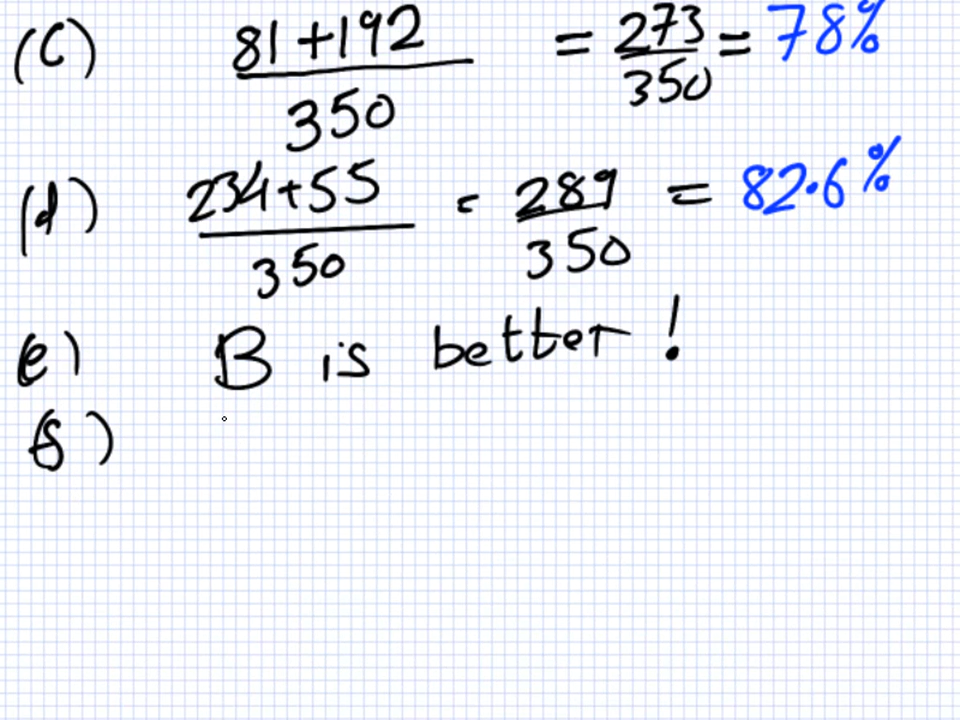 (C) 81+192/350 = 273/350 = 78%
(d) 234+55/350 = 289/350 = 82.6%
(e) B is better!
(f)